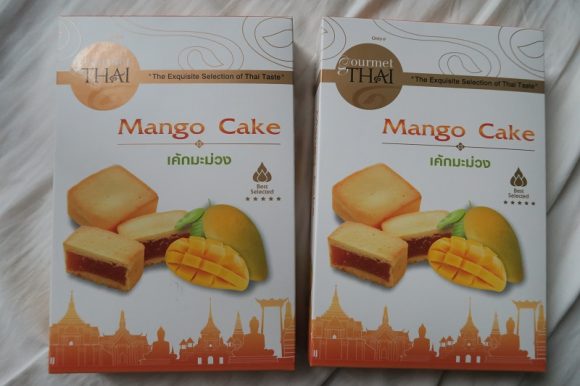 THAI
"The Exquisite Selection of Thai Taste"
Mango Cake
เค้กมะม่วง
Best
Selected
gourmet
THAI
"The Exquisite Selection of Thai Taste"
Mango Cake
เค้กมะม่วง
Best
Selected